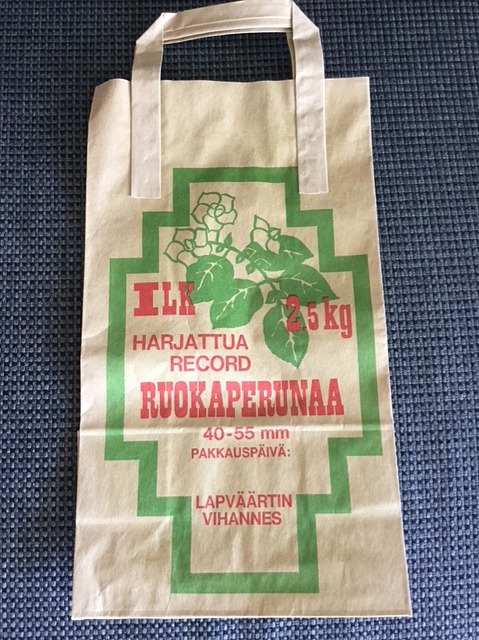 I LK 2,5 kg
HARJATTUA
RECORD
RUOKAPERUNAA
40-55 mm
PAKKAUSPÄIVÄ:
LAPVÄÄRTIN
VIHANNES